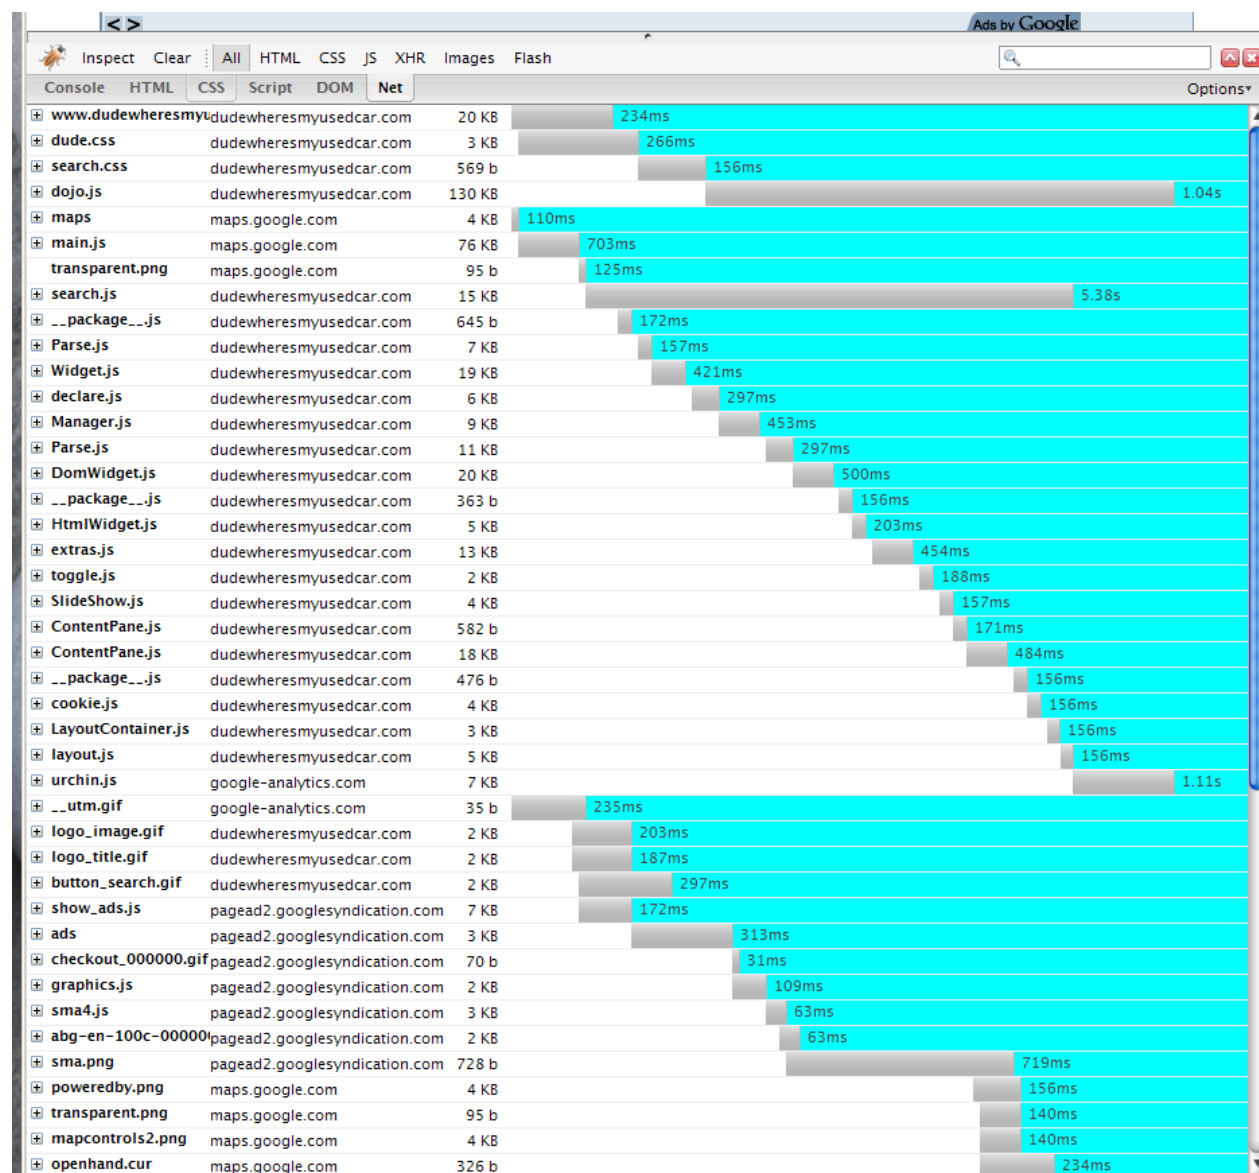 < >
Ads by Google
Inspect Clear All HTML CSS JS XHR Images Flash
Console HTML CSS Script DOM Net Options
www.dudewheresmyu dudewheresmyusedcar.com 20 KB 234ms
dude.css dudewheresmyusedcar.com 3 KB 266ms
search.css dudewheresmyusedcar.com 569 b 156ms
dojo.js dudewheresmyusedcar.com 130 KB 1.04s
maps maps.google.com 4 KB 110ms
main.js maps.google.com 76 KB 703ms
transparent.png maps.google.com 95 b 125ms
search.js dudewheresmyusedcar.com 15 KB 5.38s
__package__.js dudewheresmyusedcar.com 645 b 172ms
Parse.js dudewheresmyusedcar.com 7 KB 157ms
Widget.js dudewheresmyusedcar.com 19 KB 421ms
declare.js dudewheresmyusedcar.com 6 KB 297ms
Manager.js dudewheresmyusedcar.com 9 KB 453ms
Parse.js dudewheresmyusedcar.com 11 KB 297ms
DomWidget.js dudewheresmyusedcar.com 20 KB 500ms
__package__.js dudewheresmyusedcar.com 363 b 156ms
HtmlWidget.js dudewheresmyusedcar.com 5 KB 203ms
extras.js dudewheresmyusedcar.com 13 KB 454ms
toggle.js dudewheresmyusedcar.com 2 KB 188ms
SlideShow.js dudewheresmyusedcar.com 4 KB 157ms
ContentPane.js dudewheresmyusedcar.com 582 b 171ms
ContentPane.js dudewheresmyusedcar.com 18 KB 484ms
__package__.js dudewheresmyusedcar.com 476 b 156ms
cookie.js dudewheresmyusedcar.com 4 KB 156ms
LayoutContainer.js dudewheresmyusedcar.com 3 KB 156ms
layout.js dudewheresmyusedcar.com 5 KB 156ms
urchin.js google-analytics.com 7 KB 1.11s
__utm.gif google-analytics.com 35 b 235ms
logo_image.gif dudewheresmyusedcar.com 2 KB 203ms
logo_title.gif dudewheresmyusedcar.com 2 KB 187ms
button_search.gif dudewheresmyusedcar.com 2 KB 297ms
show_ads.js pagead2.googlesyndication.com 7 KB 172ms
ads pagead2.googlesyndication.com 3 KB 313ms
checkout_000000.gif pagead2.googlesyndication.com 70 b 31ms
graphics.js pagead2.googlesyndication.com 2 KB 109ms
sma4.js pagead2.googlesyndication.com 3 KB 63ms
abg-en-100c-00000 pagead2.googlesyndication.com 2 KB 63ms
sma.png pagead2.googlesyndication.com 728 b 719ms
poweredby.png maps.google.com 4 KB 156ms
transparent.png maps.google.com 95 b 140ms
mapcontrols2.png maps.google.com 4 KB 140ms
openhand.cur maps.google.com 326 b 234ms